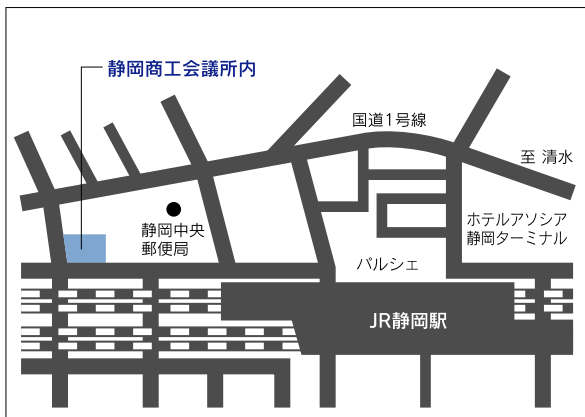 静岡商工会議所内
国道1号線
至 清水
静岡中央
郵便局
ホテルアソシア
静岡ターミナル
パルシェ
JR静岡駅